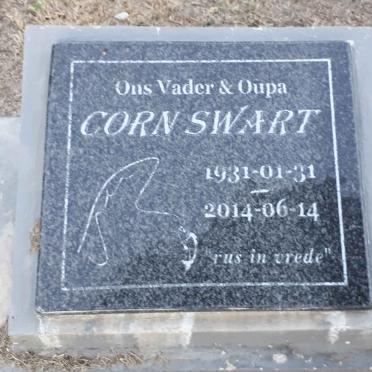 Ons Vader & Oupa
CORN SWART
1931-01-31
–
2014-06-14
"rus in vrede"